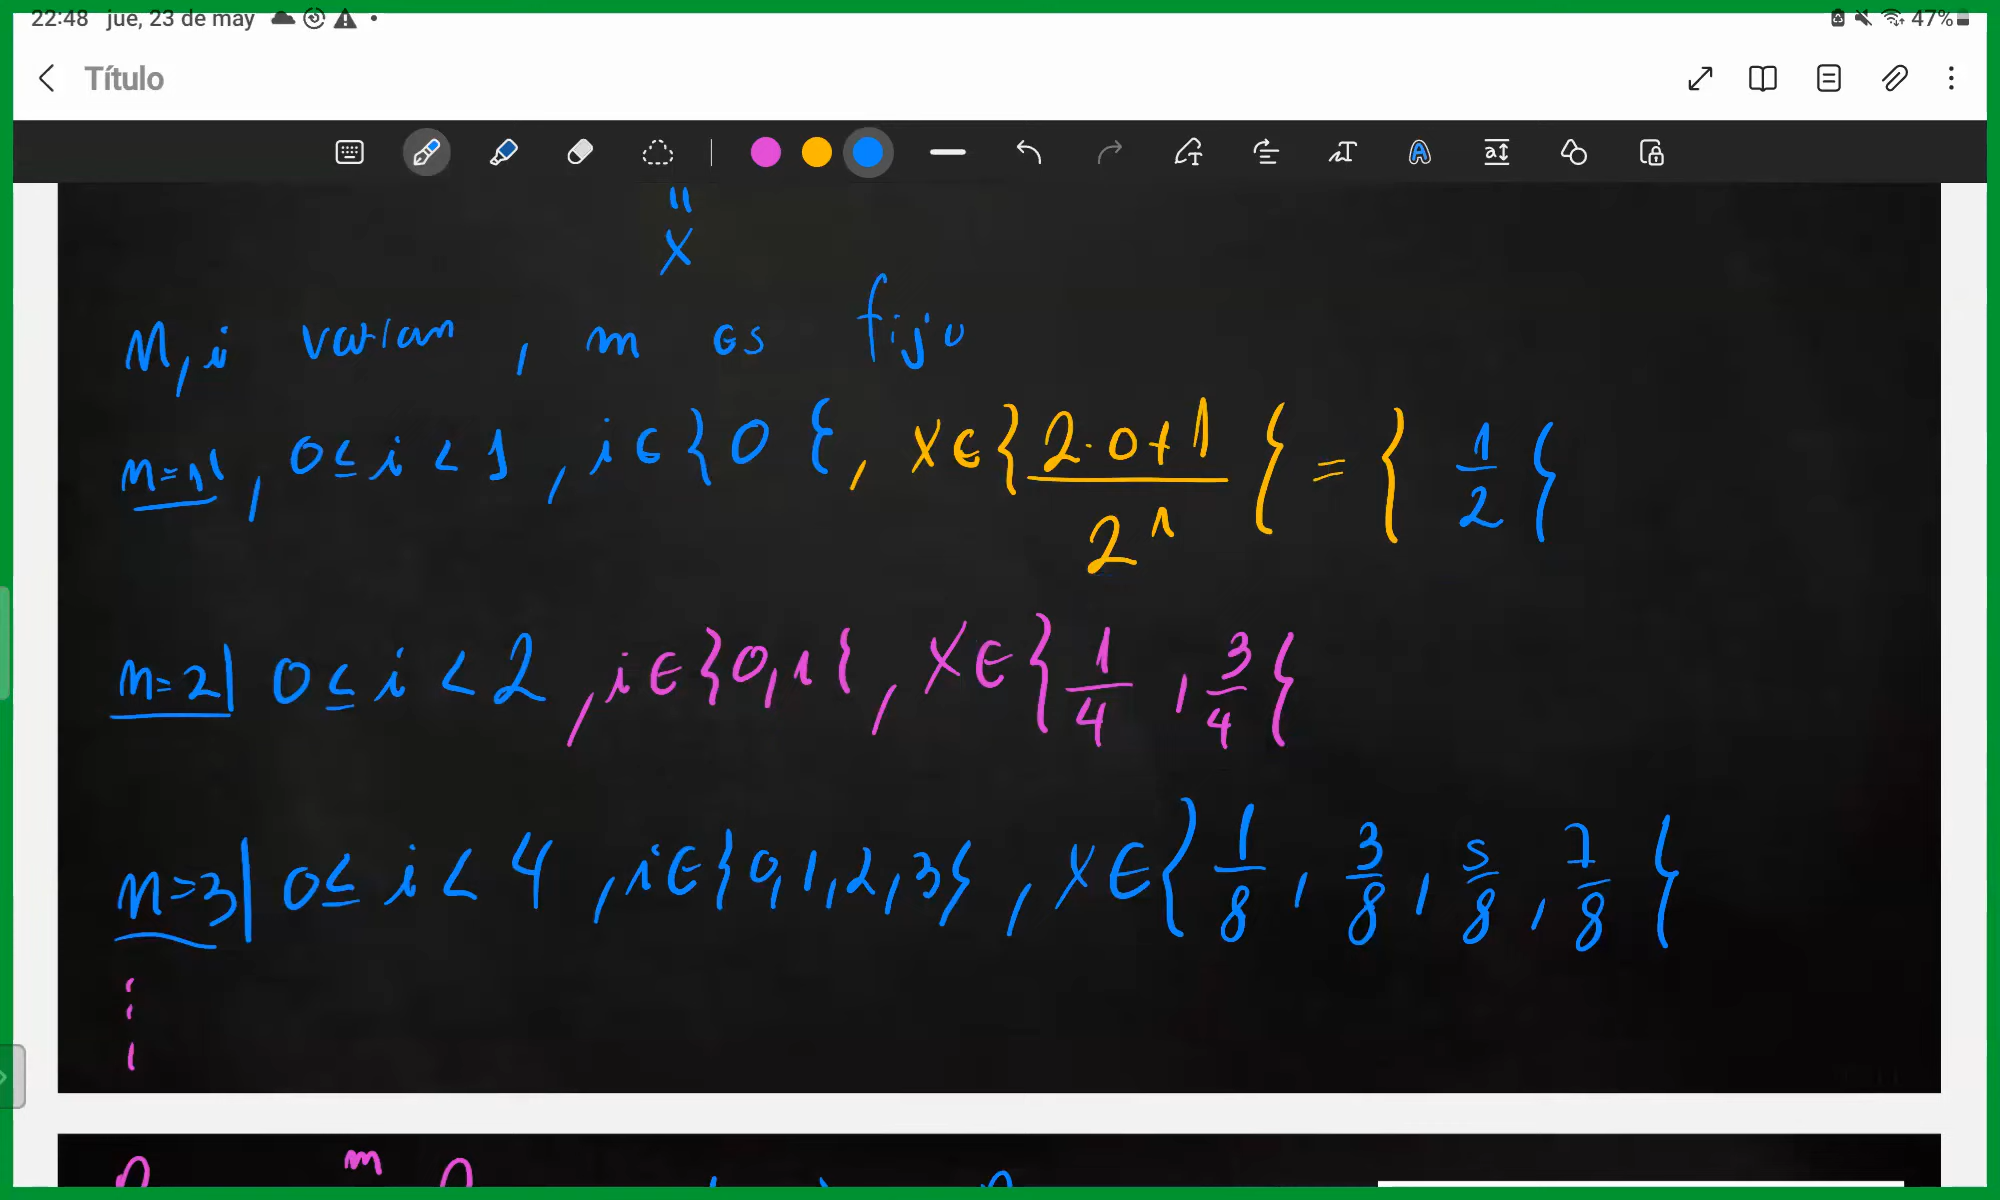 22:48 jue, 23 de may 47%
Título
"
x
n, i varían, m es fijo
n=1|, 0≤i<1, i∈{0}, x∈{2·0+1/2^1} = {1/2}
n=2| 0≤i<2, i∈{0,1}, x∈{1/4, 3/4}
n=3| 0≤i<4, i∈{0,1,2,3}, x∈{1/8, 3/8, 5/8, 7/8}
m